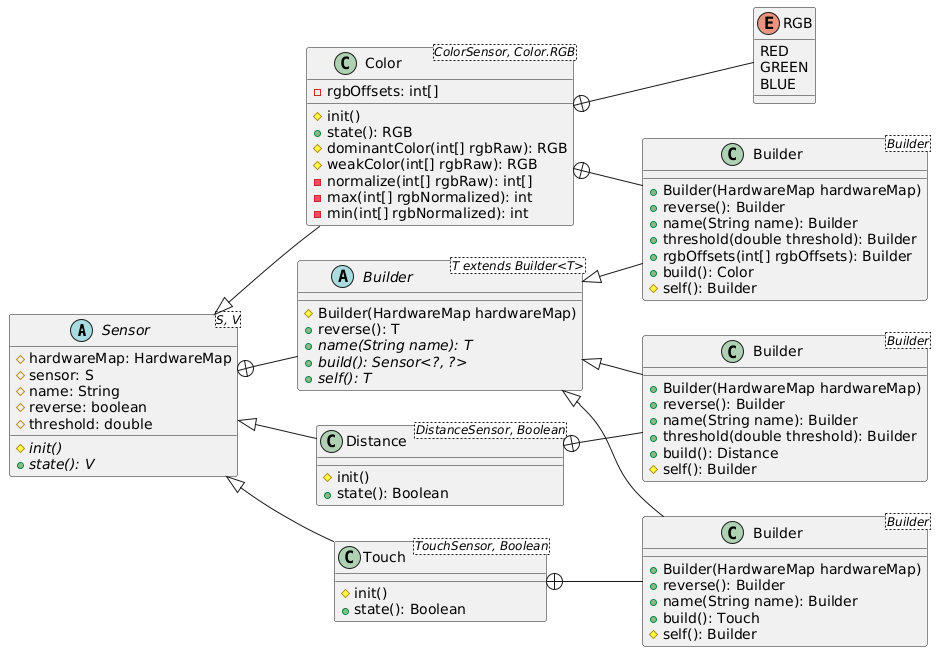 E RGB
RED
GREEN
BLUE
C Color
ColorSensor, Color.RGB
rgbOffsets: int[]
init()
state(): RGB
dominantColor(int[] rgbRaw): RGB
weakColor(int[] rgbRaw): RGB
normalize(int[] rgbRaw): int[]
max(int[] rgbNormalized): int
min(int[] rgbNormalized): int
C Builder
Builder
Builder(HardwareMap hardwareMap)
reverse(): Builder
name(String name): Builder
threshold(double threshold): Builder
rgbOffsets(int[] rgbOffsets): Builder
build(): Color
self(): Builder
A Builder
T extends Builder<T>
Builder(HardwareMap hardwareMap)
reverse(): T
name(String name): T
build(): Sensor<?, ?>
self(): T
A Sensor
S, V
hardwareMap: HardwareMap
sensor: S
name: String
reverse: boolean
threshold: double
init()
state(): V
C Builder
Builder
Builder(HardwareMap hardwareMap)
reverse(): Builder
name(String name): Builder
threshold(double threshold): Builder
build(): Distance
self(): Builder
C Distance
DistanceSensor, Boolean
init()
state(): Boolean
C Touch
TouchSensor, Boolean
init()
state(): Boolean
C Builder
Builder
Builder(HardwareMap hardwareMap)
reverse(): Builder
name(String name): Builder
build(): Touch
self(): Builder